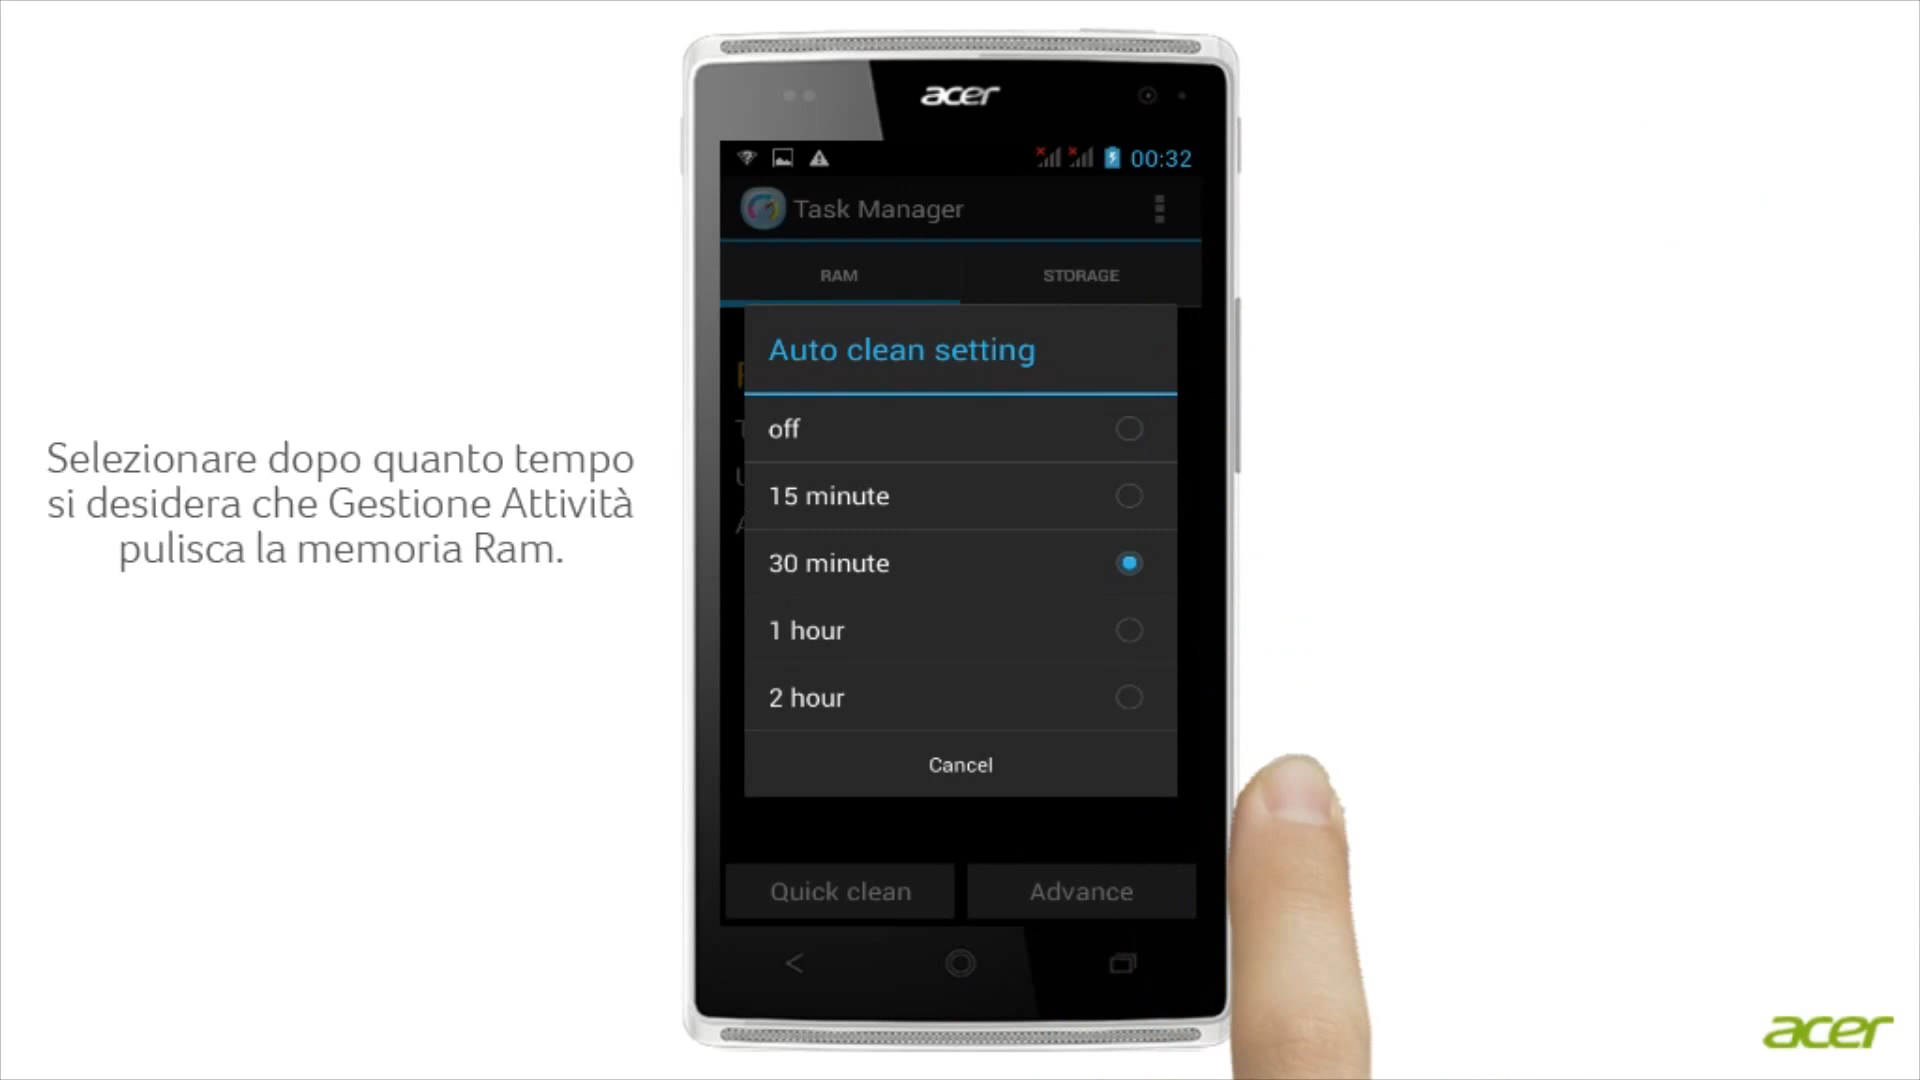 acer
00:32
Task Manager
RAM
STORAGE
Auto clean setting
off
15 minute
30 minute
1 hour
2 hour
Cancel
Quick clean
Advance
Selezionare dopo quanto tempo
si desidera che Gestione Attività
pulisca la memoria Ram.
acer